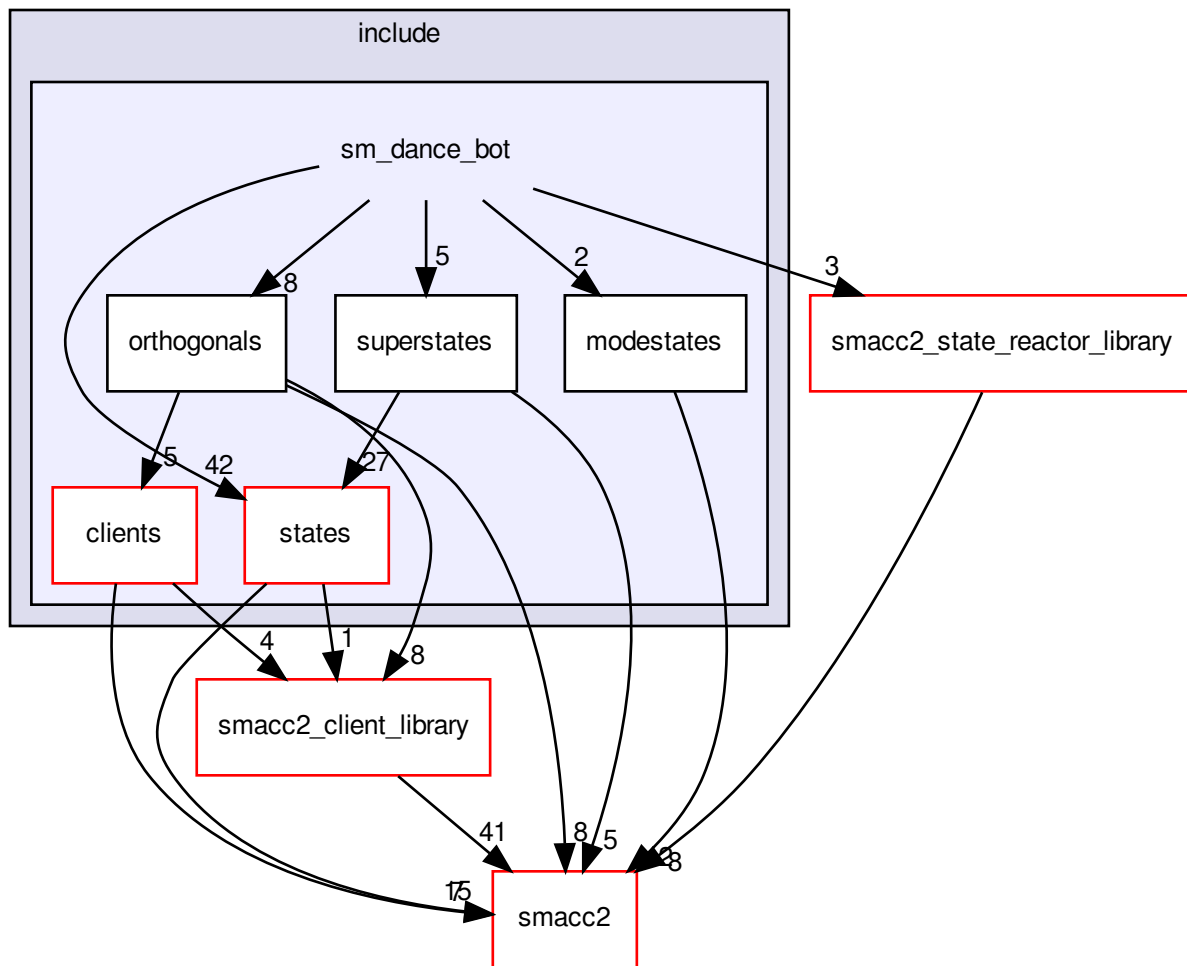 include
sm_dance_bot
8
5
2
3
orthogonals
superstates
modestates
smacc2_state_reactor_library
5
42
27
clients
states
4
1
8
smacc2_client_library
41
8
5
8
smacc2